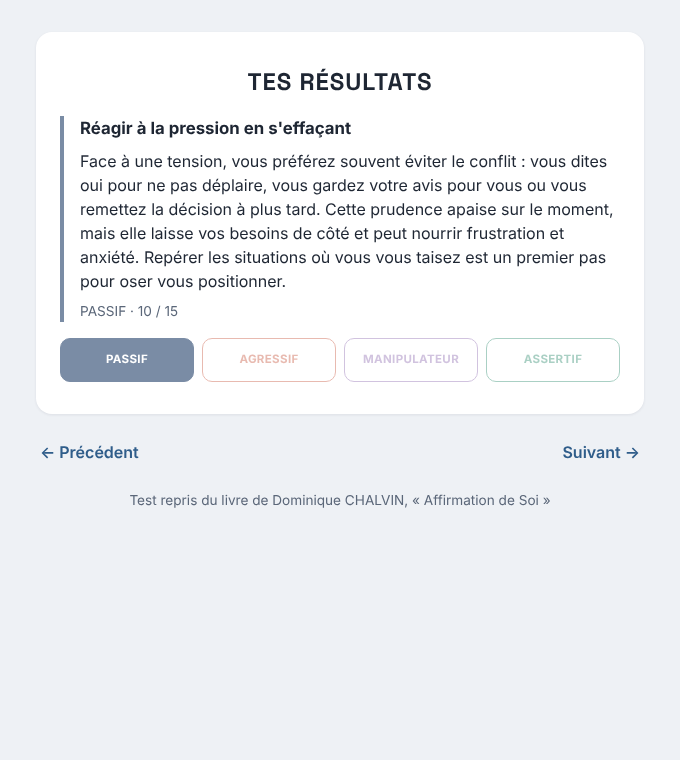 TES RÉSULTATS
Réagir à la pression en s'effaçant
Face à une tension, vous préférez souvent éviter le conflit : vous dites
oui pour ne pas déplaire, vous gardez votre avis pour vous ou vous
remettez la décision à plus tard. Cette prudence apaise sur le moment,
mais elle laisse vos besoins de côté et peut nourrir frustration et
anxiété. Repérer les situations où vous vous taisez est un premier pas
pour oser vous positionner.
PASSIF · 10 / 15
PASSIF AGRESSIF MANIPULATEUR ASSERTIF
← Précédent Suivant →
Test repris du livre de Dominique CHALVIN, « Affirmation de Soi »